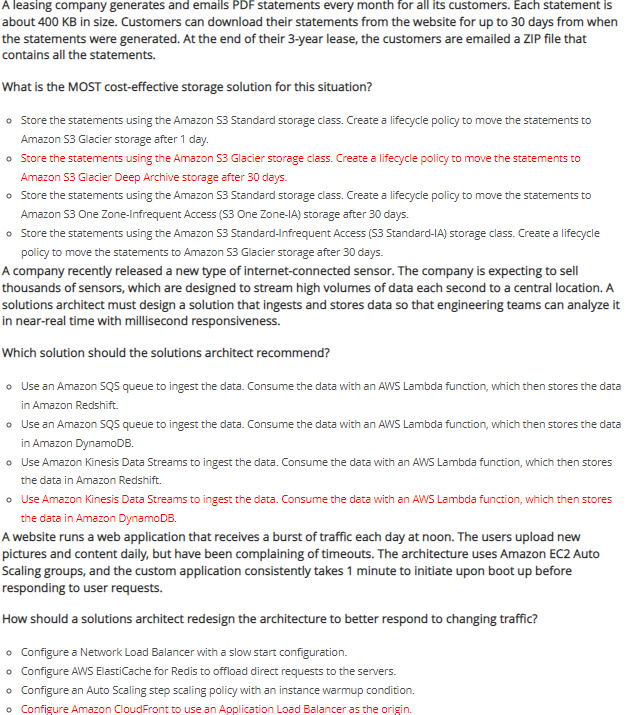 A leasing company generates and emails PDF statements every month for all its customers. Each statement is
about 400 KB in size. Customers can download their statements from the website for up to 30 days from when
the statements were generated. At the end of their 3-year lease, the customers are emailed a ZIP file that
contains all the statements.
What is the MOST cost-effective storage solution for this situation?
Store the statements using the Amazon S3 Standard storage class. Create a lifecycle policy to move the statements to
Amazon S3 Glacier storage after 1 day.
Store the statements using the Amazon S3 Glacier storage class. Create a lifecycle policy to move the statements to
Amazon S3 Glacier Deep Archive storage after 30 days.
Store the statements using the Amazon S3 Standard storage class. Create a lifecycle policy to move the statements to
Amazon S3 One Zone-Infrequent Access (S3 One Zone-IA) storage after 30 days.
Store the statements using the Amazon S3 Standard-Infrequent Access (S3 Standard-IA) storage class. Create a lifecycle
policy to move the statements to Amazon S3 Glacier storage after 30 days.
A company recently released a new type of internet-connected sensor. The company is expecting to sell
thousands of sensors, which are designed to stream high volumes of data each second to a central location. A
solutions architect must design a solution that ingests and stores data so that engineering teams can analyze it
in near-real time with millisecond responsiveness.
Which solution should the solutions architect recommend?
Use an Amazon SQS queue to ingest the data. Consume the data with an AWS Lambda function, which then stores the data
in Amazon Redshift.
Use an Amazon SQS queue to ingest the data. Consume the data with an AWS Lambda function, which then stores the data
in Amazon DynamoDB.
Use Amazon Kinesis Data Streams to ingest the data. Consume the data with an AWS Lambda function, which then stores
the data in Amazon Redshift.
Use Amazon Kinesis Data Streams to ingest the data. Consume the data with an AWS Lambda function, which then stores
the data in Amazon DynamoDB.
A website runs a web application that receives a burst of traffic each day at noon. The users upload new
pictures and content daily, but have been complaining of timeouts. The architecture uses Amazon EC2 Auto
Scaling groups, and the custom application consistently takes 1 minute to initiate upon boot up before
responding to user requests.
How should a solutions architect redesign the architecture to better respond to changing traffic?
Configure a Network Load Balancer with a slow start configuration.
Configure AWS ElastiCache for Redis to offload direct requests to the servers.
Configure an Auto Scaling step scaling policy with an instance warmup condition.
Configure Amazon CloudFront to use an Application Load Balancer as the origin.